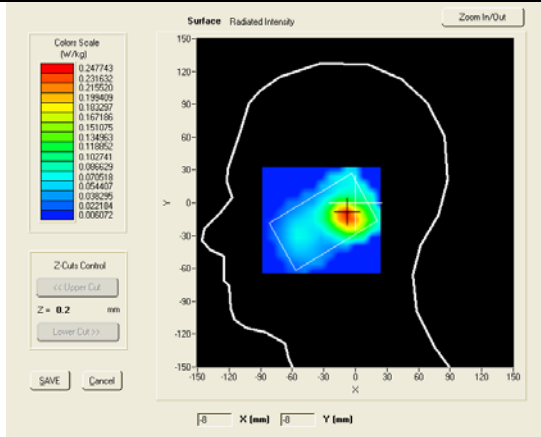 Surface Radiated Intensity
Zoom In/Out
Colors Scale
(W/kg)
0.247743
0.231632
0.215520
0.199409
0.183297
0.167186
0.151075
0.134963
0.118852
0.102741
0.086629
0.070518
0.054407
0.038295
0.022184
0.006072
150
120
90
60
30
0
-30
-60
-90
-120
-150
Y
-150 -120 -90 -60 -30 0 30 60 90 120 150
X
Z-Cuts Control
<< Upper Cut
Z = 0.2 mm
Lower Cut >>
SAVE Cancel
-8 X (mm) -8 Y (mm)